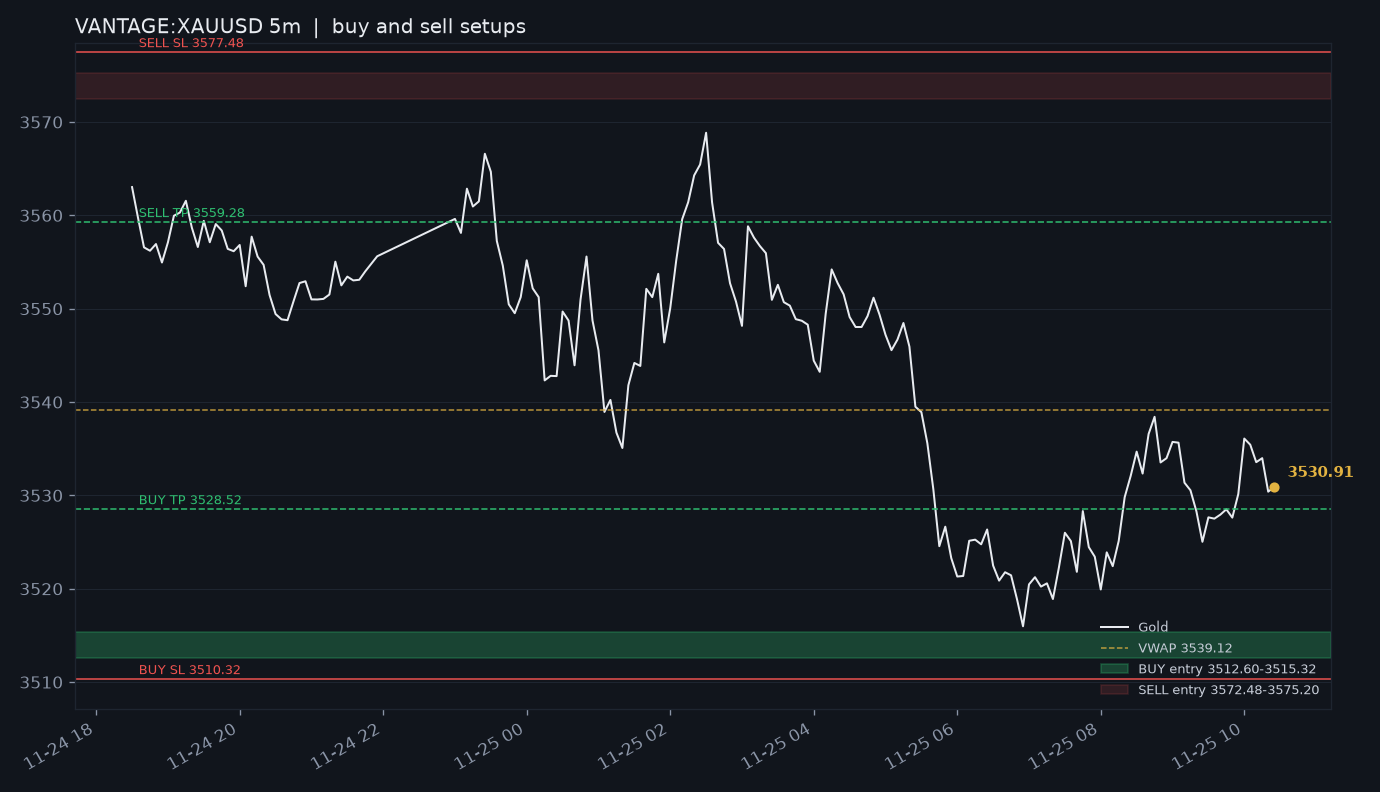 VANTAGE:XAUUSD 5m | buy and sell setups
SELL SL 3577.48
3570
3560
SELL TP 3559.28
3550
3540
3530.91
3530
BUY TP 3528.52
3520
Gold
VWAP 3539.12
BUY SL 3510.32
BUY entry 3512.60-3515.32
3510
SELL entry 3572.48-3575.20
11-24 18
11-24 20
11-24 22
11-25 00
11-25 02
11-25 04
11-25 06
11-25 08
11-25 10